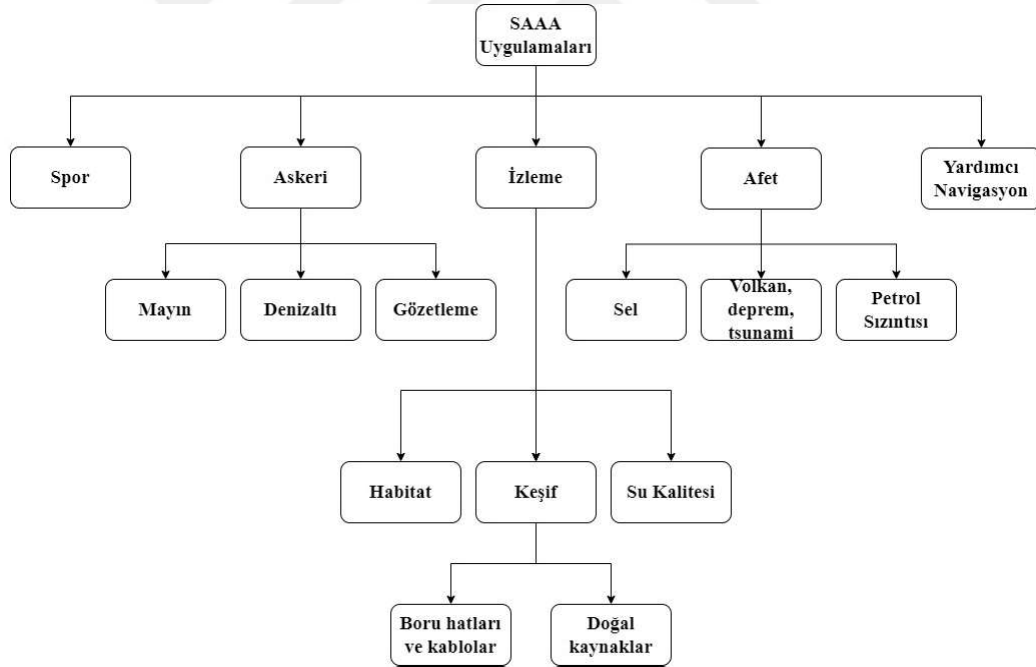 SAAA
Uygulamaları
Spor
Askeri
İzleme
Afet
Yardımcı
Navigasyon
Mayın
Denizaltı
Gözetleme
Sel
Volkan,
deprem,
tsunami
Petrol
Sızıntısı
Habitat
Keşif
Su Kalitesi
Boru hatları
ve kablolar
Doğal
kaynaklar